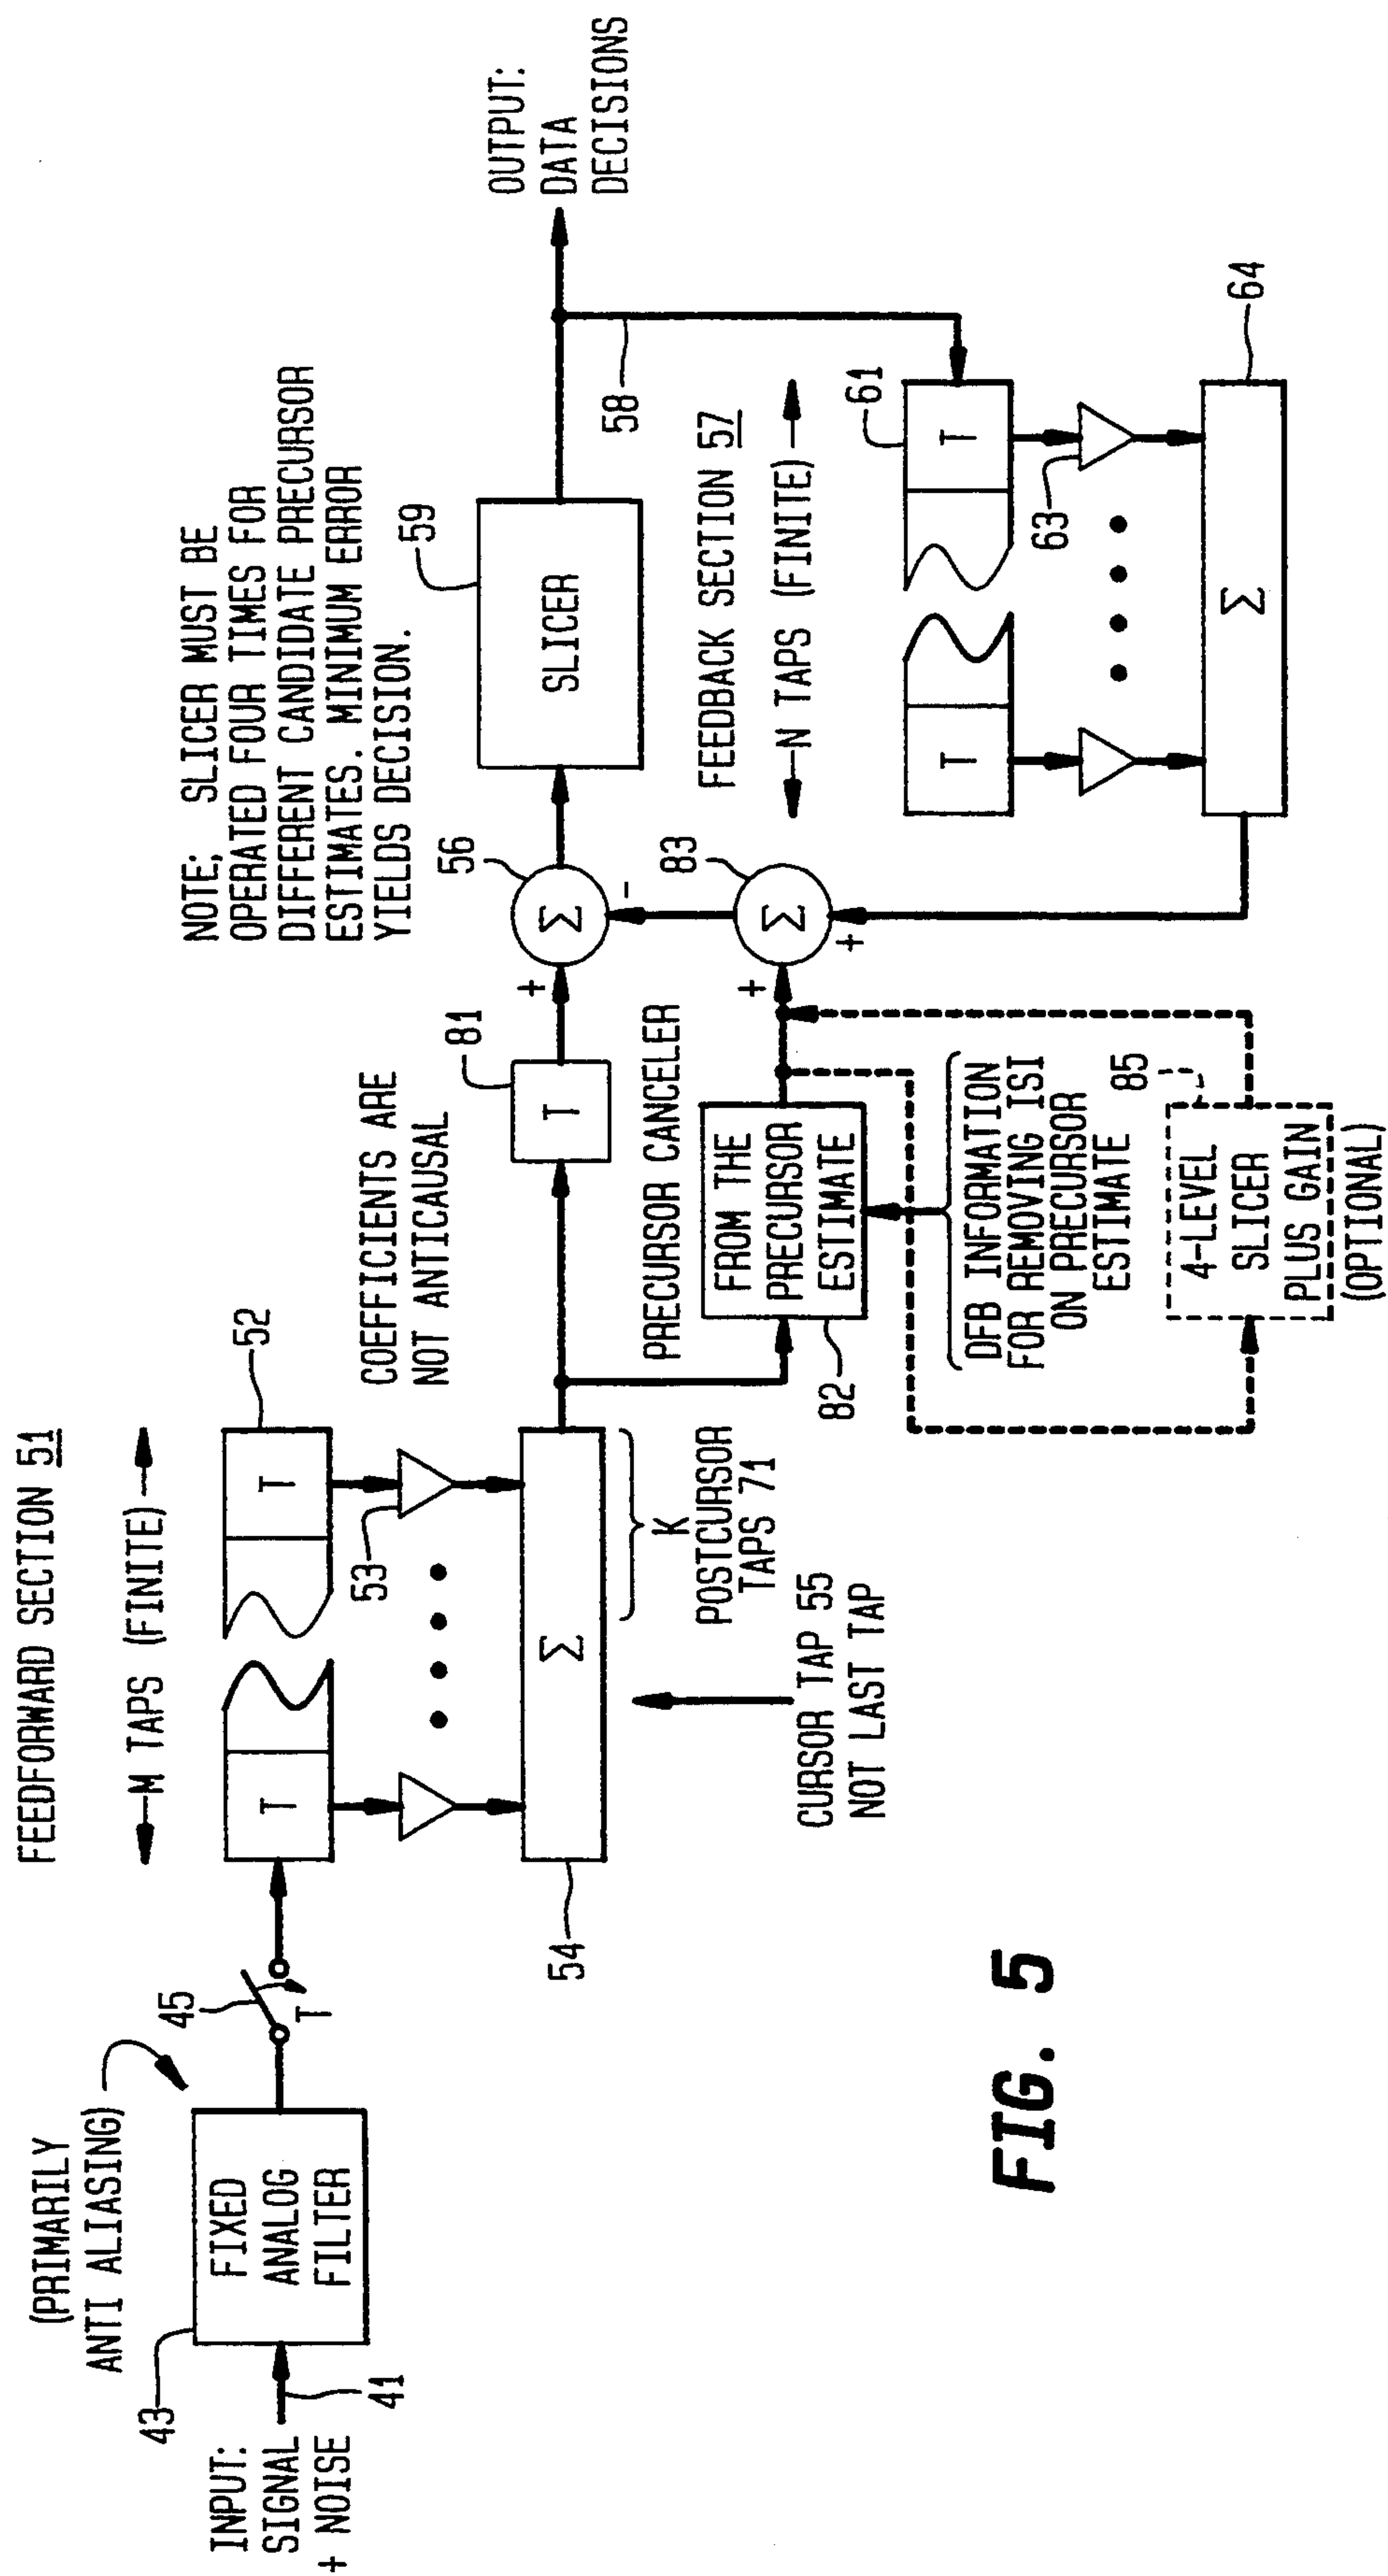 FEEDFORWARD SECTION 51
M TAPS (FINITE)
(PRIMARILY
ANTI ALIASING)
43
FIXED
ANALOG
FILTER
INPUT:
SIGNAL
+ NOISE
41
45
T
T
T
52
53
54
Σ
K
POSTCURSOR
TAPS 71
CURSOR TAP 55
NOT LAST TAP
COEFFICIENTS ARE
NOT ANTICAUSAL
T
81
+
Σ
56
-
NOTE; SLICER MUST BE
OPERATED FOUR TIMES FOR
DIFFERENT CANDIDATE PRECURSOR
ESTIMATES. MINIMUM ERROR
YIELDS DECISION.
SLICER
59
OUTPUT:
DATA
DECISIONS
58
PRECURSOR CANCELER
FROM THE
PRECURSOR
ESTIMATE
82
+
Σ
83
+
DFB INFORMATION
FOR REMOVING ISI
ON PRECURSOR
ESTIMATE
85
4-LEVEL
SLICER
PLUS GAIN
(OPTIONAL)
FEEDBACK SECTION 57
N TAPS (FINITE)
T
T
61
63
Σ
64
FIG. 5